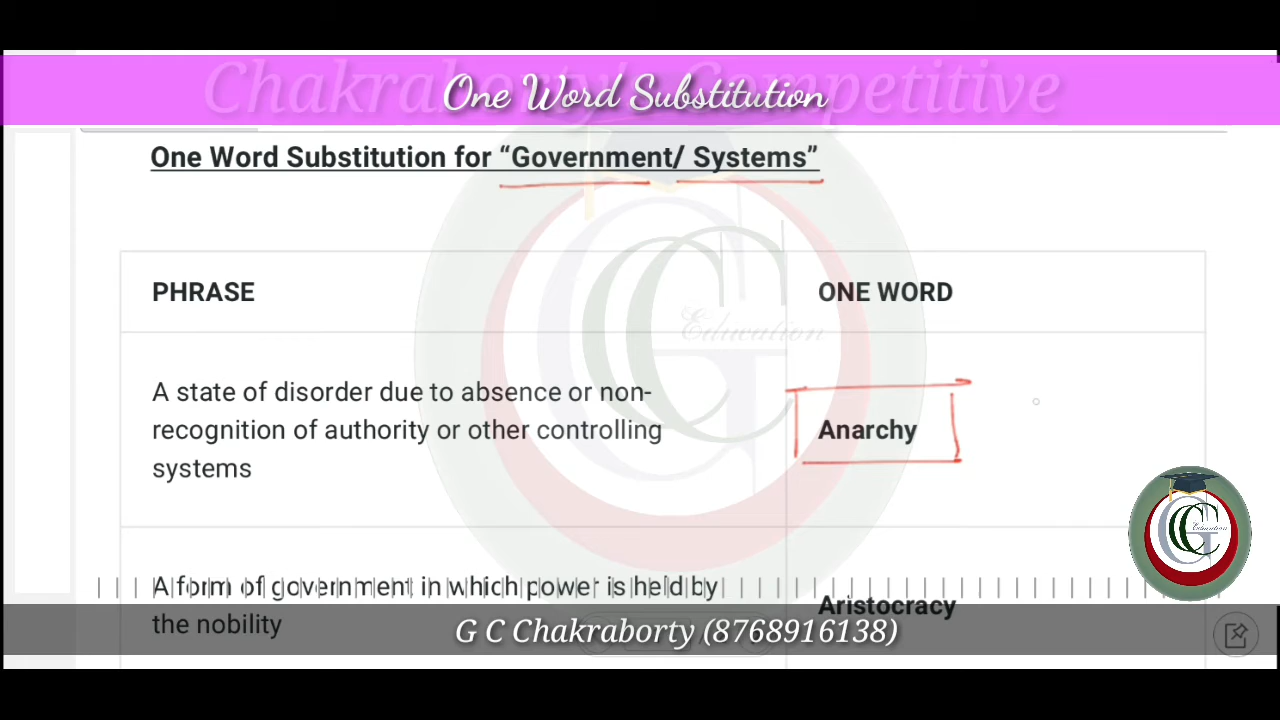 Chakraborty's Competitive
One Word Substitution
One Word Substitution for “Government/ Systems”
PHRASE
ONE WORD
Education
A state of disorder due to absence or non-
recognition of authority or other controlling
systems
Anarchy
Education
A form of government in which power is held by
the nobility
Aristocracy
G C Chakraborty (8768916138)